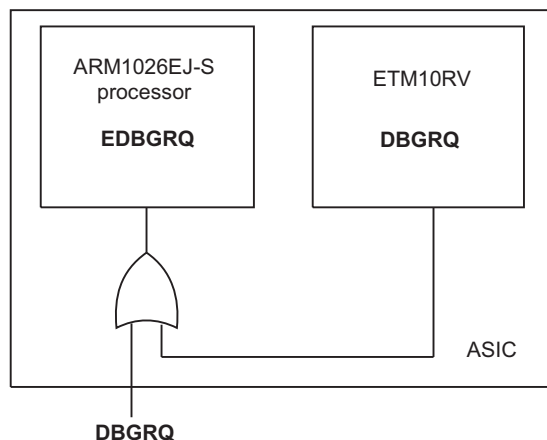 ARM1026EJ-S
processor
EDBGRQ
ETM10RV
DBGRQ
ASIC
DBGRQ